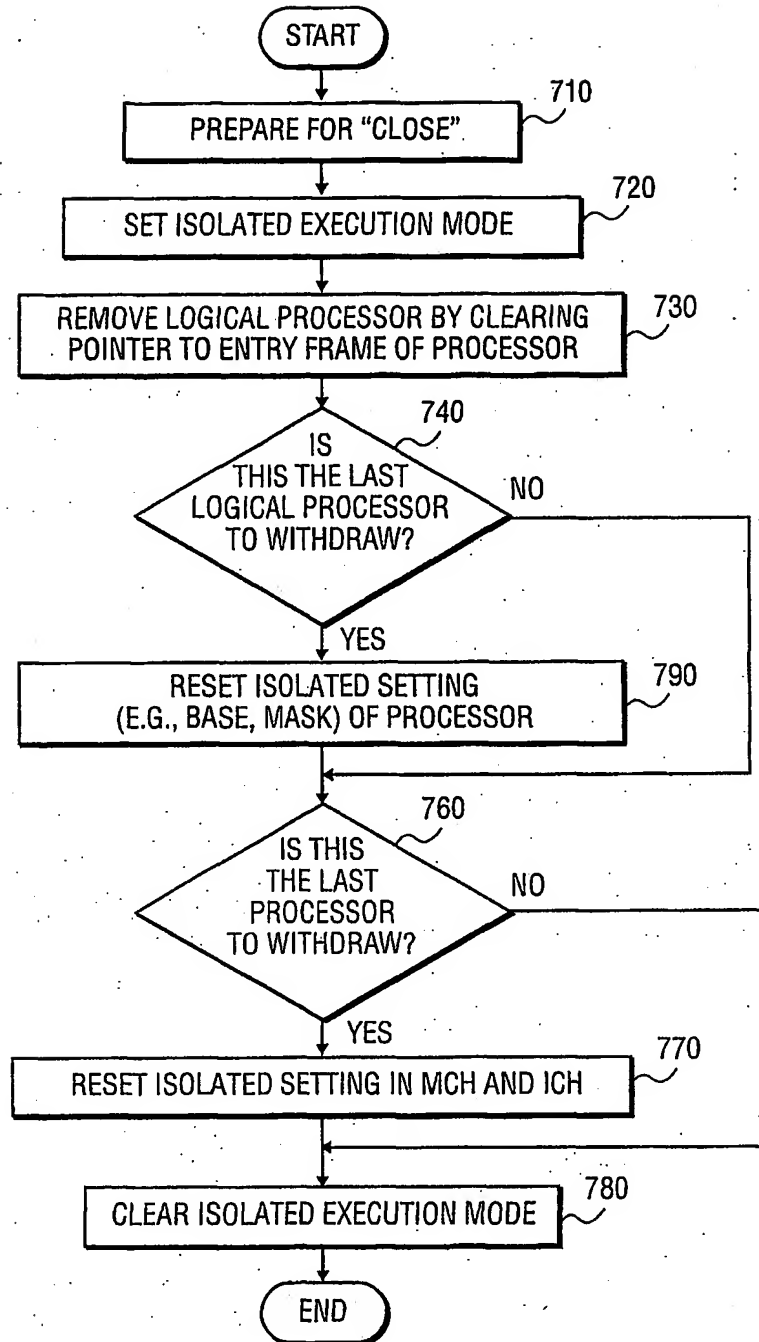 START
710
PREPARE FOR “CLOSE”
720
SET ISOLATED EXECUTION MODE
730
REMOVE LOGICAL PROCESSOR BY CLEARING
POINTER TO ENTRY FRAME OF PROCESSOR
740
IS
THIS THE LAST
LOGICAL PROCESSOR
TO WITHDRAW?
NO
YES
790
RESET ISOLATED SETTING
(E.G., BASE, MASK) OF PROCESSOR
760
IS THIS
THE LAST
PROCESSOR
TO WITHDRAW?
NO
YES
770
RESET ISOLATED SETTING IN MCH AND ICH
780
CLEAR ISOLATED EXECUTION MODE
END